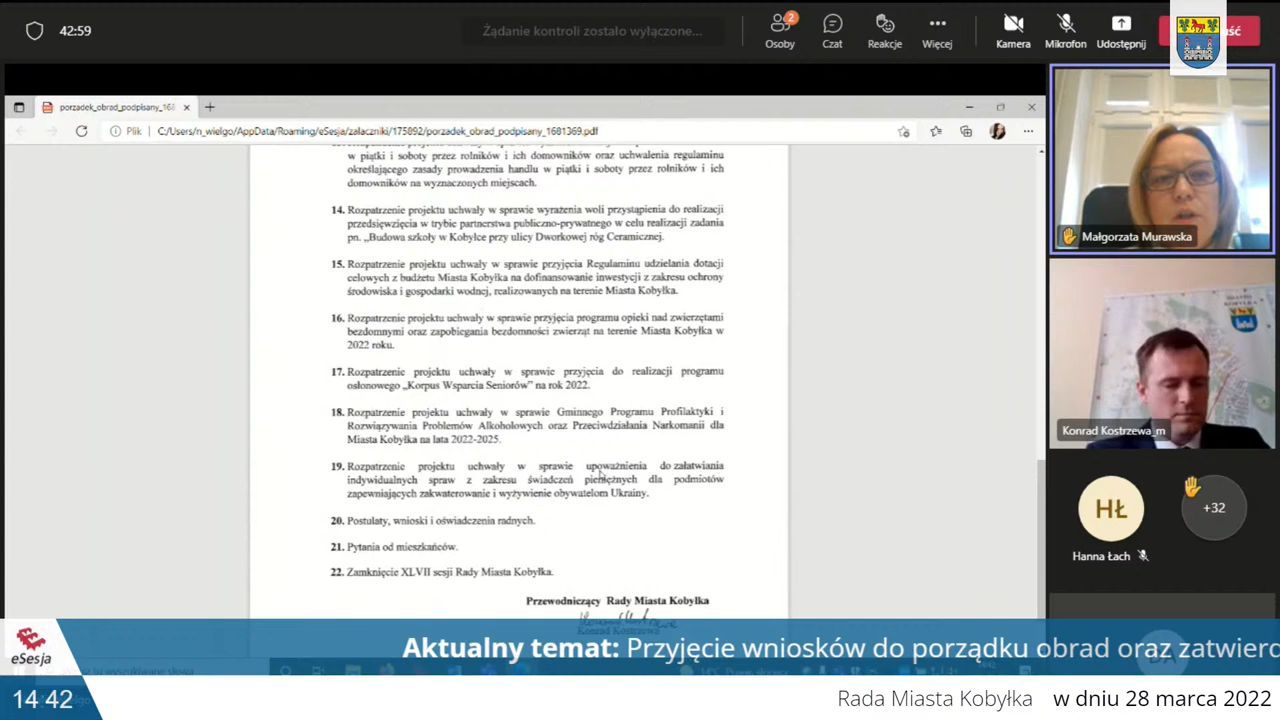 42:59
Żądanie kontroli zostało wyłączone...
2
Osoby
Czat
Reakcje
Więcej
Kamera
Mikrofon
Udostępnij
ść
porzadek_obrad_podpisany_168
Plik
C:/Users/n_wielgo/AppData/Roaming/eSesja/zalaczniki/175892/porzadek_obrad_podpisany_1681369.pdf
w piątki i soboty przez rolników i ich domowników oraz uchwalenia regulaminu
określającego zasady prowadzenia handlu w piątki i soboty przez rolników i ich
domowników na wyznaczonych miejscach.
14. Rozpatrzenie projektu uchwały w sprawie wyrażenia woli przystąpienia do realizacji
przedsięwzięcia w trybie partnerstwa publiczno-prywatnego w celu realizacji zadania
pn. „Budowa szkoły w Kobyłce przy ulicy Dworkowej róg Ceramicznej.
15. Rozpatrzenie projektu uchwały w sprawie przyjęcia Regulaminu udzielania dotacji
celowych z budżetu Miasta Kobyłka na dofinansowanie inwestycji z zakresu ochrony
środowiska i gospodarki wodnej, realizowanych na terenie Miasta Kobyłka.
16. Rozpatrzenie projektu uchwały w sprawie przyjęcia programu opieki nad zwierzętami
bezdomnymi oraz zapobiegania bezdomności zwierząt na terenie Miasta Kobyłka w
2022 roku.
17. Rozpatrzenie projektu uchwały w sprawie przyjęcia do realizacji programu
osłonowego „Korpus Wsparcia Seniorów” na rok 2022.
18. Rozpatrzenie projektu uchwały w sprawie Gminnego Programu Profilaktyki i
Rozwiązywania Problemów Alkoholowych oraz Przeciwdziałania Narkomanii dla
Miasta Kobyłka na lata 2022-2025.
19. Rozpatrzenie projektu uchwały w sprawie upoważnienia do załatwiania
indywidualnych spraw z zakresu świadczeń pieniężnych dla podmiotów
zapewniających zakwaterowanie i wyżywienie obywatelom Ukrainy.
20. Postulaty, wnioski i oświadczenia radnych.
21. Pytania od mieszkańców.
22. Zamknięcie XLVII sesji Rady Miasta Kobyłka.
Przewodniczący Rady Miasta Kobyłka
Konrad Kostrzewa
Małgorzata Murawska
MIASTO
KOBYŁKA
Konrad Kostrzewa_m
HŁ
+32
Hanna Łach
eSesja
Aktualny temat: Przyjęcie wniosków do porządku obrad oraz zatwierd
14 42
Rada Miasta Kobyłka w dniu 28 marca 2022